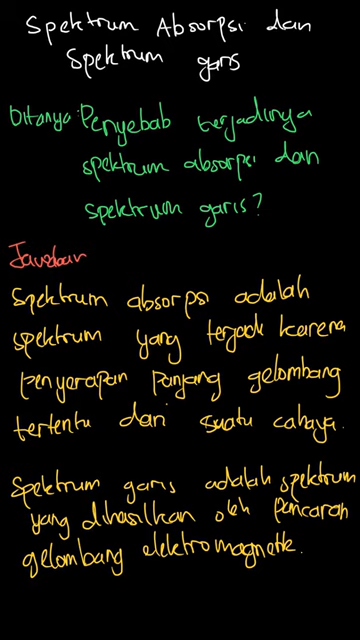 Spektrum Absorpsi dan
Spektrum garis
Ditanya: Penyebab terjadinya
spektrum absorpsi dan
spektrum garis?
Jawaban
Spektrum absorpsi adalah
spektrum yang terjadi karena
penyerapan panjang gelombang
tertentu dari suatu cahaya.
Spektrum garis adalah spektrum
yang dihasilkan oleh pancaran
gelombang elektromagnetik.